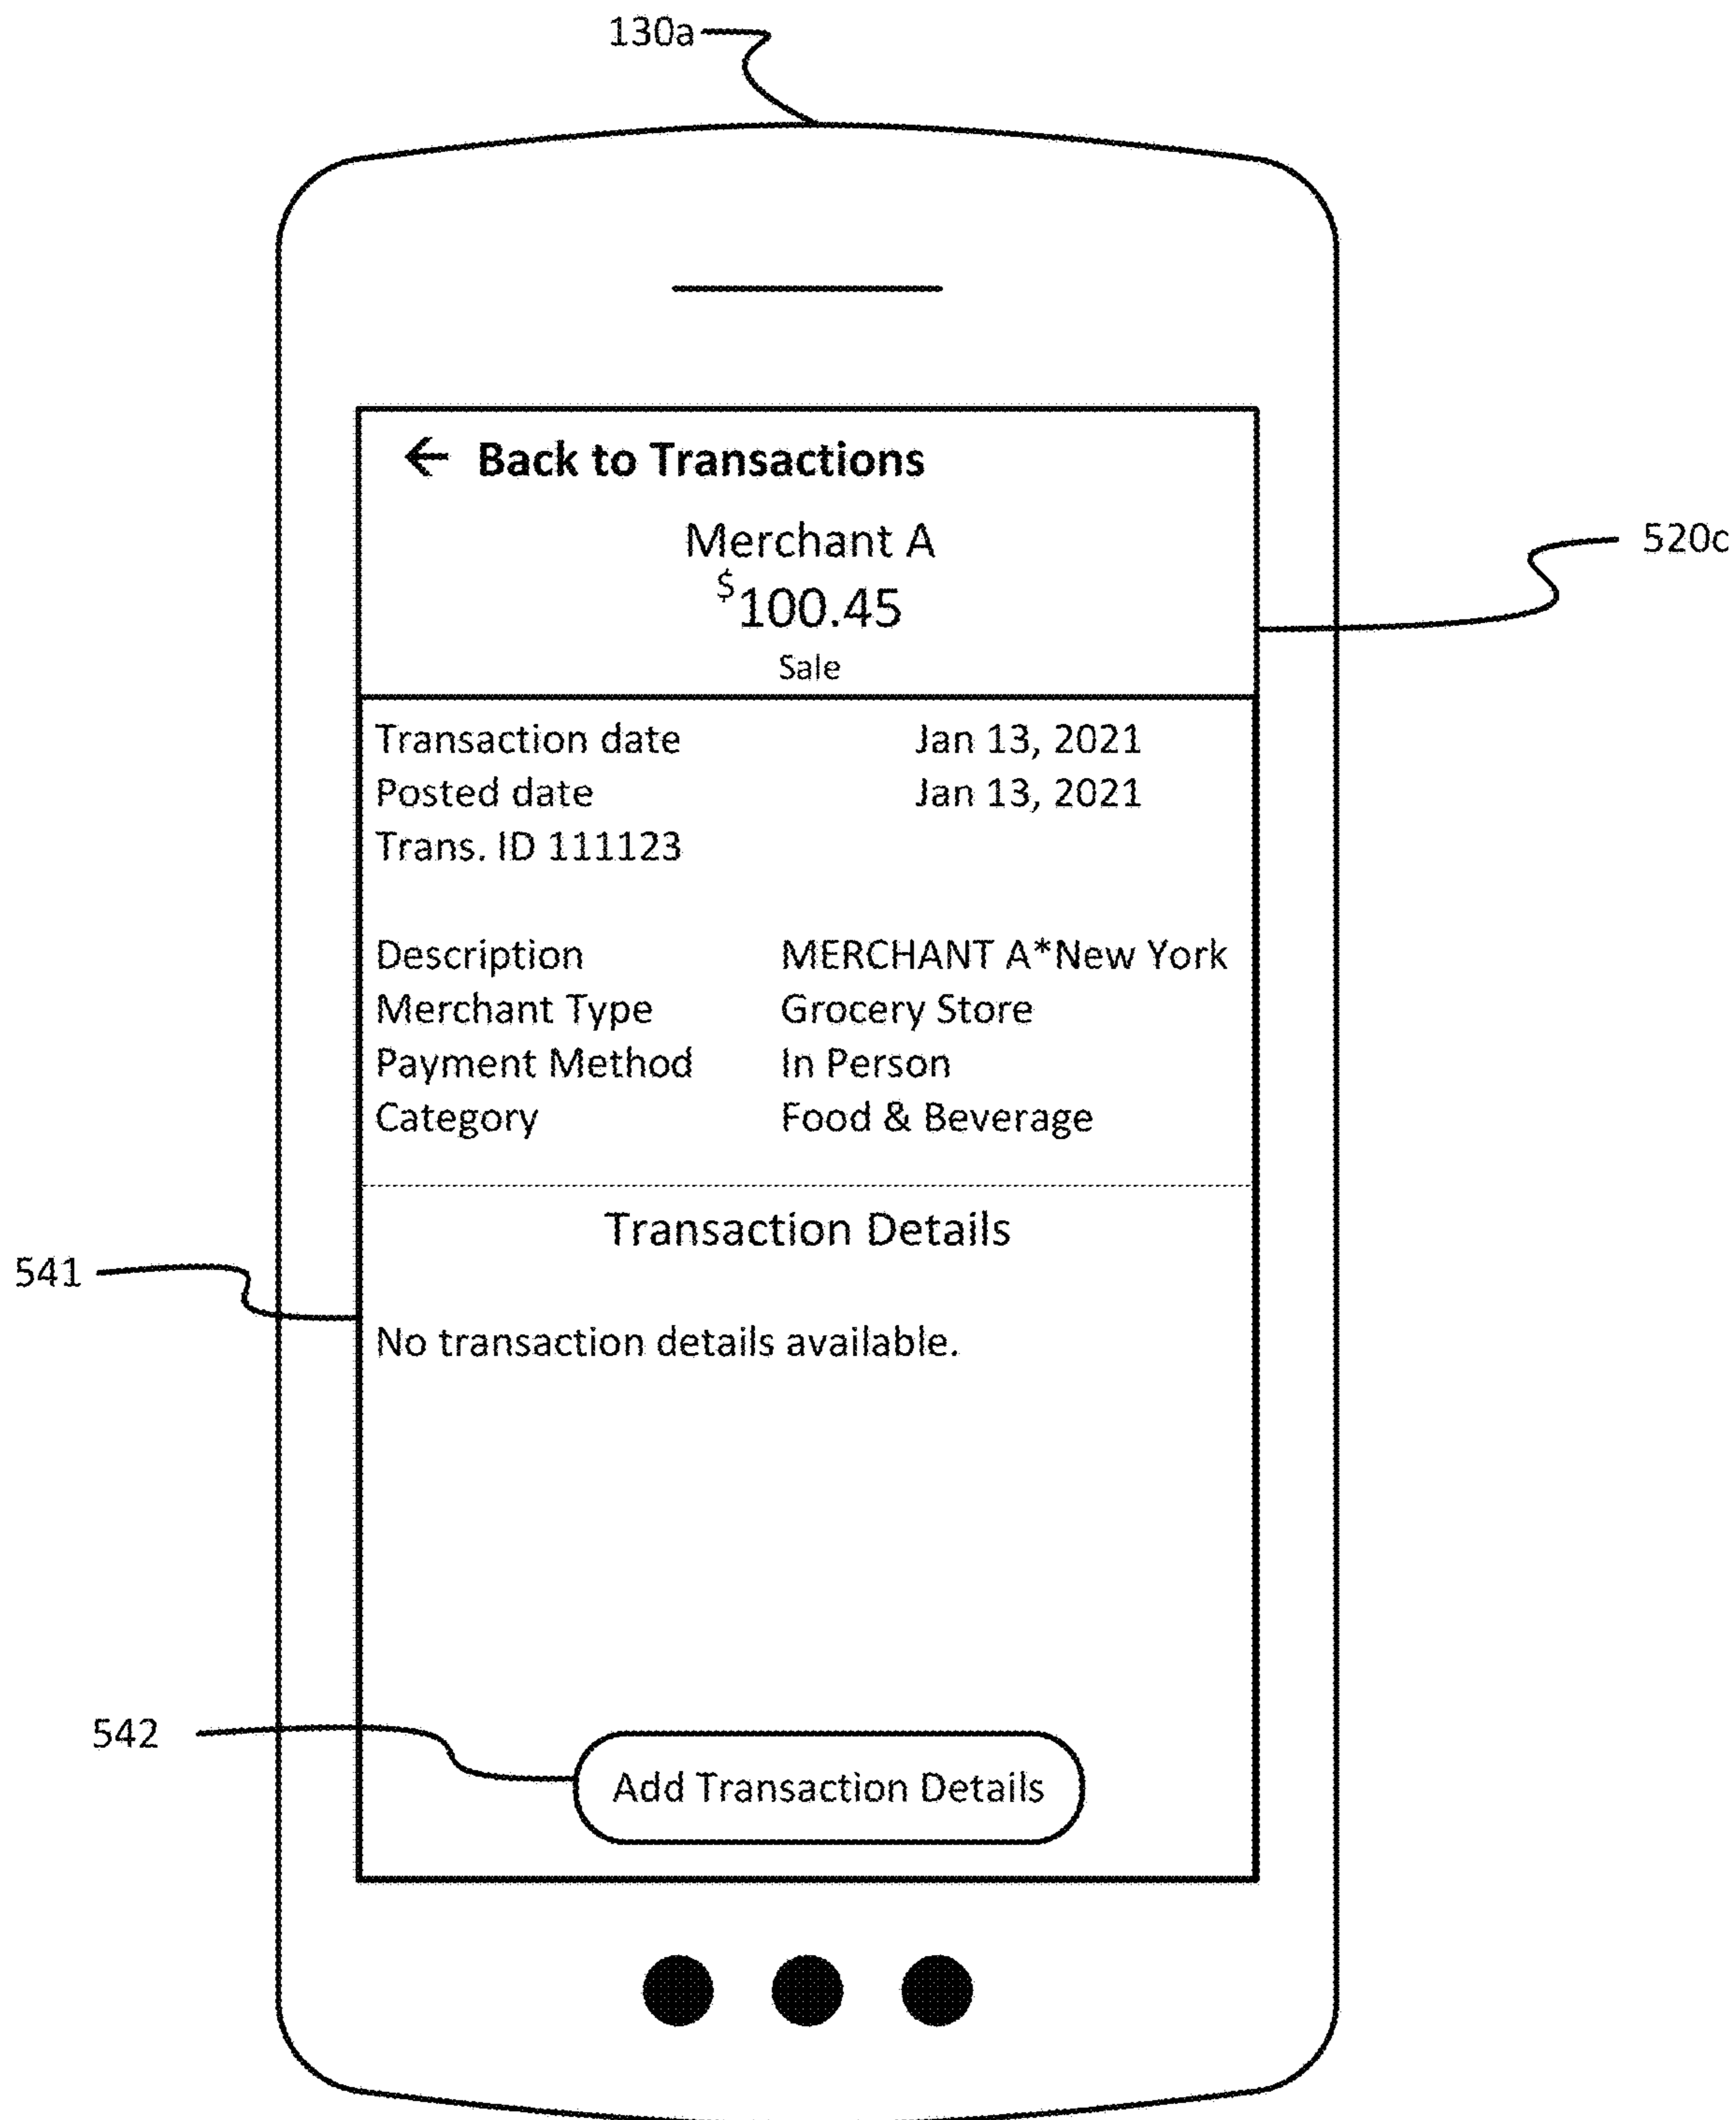 130a
← Back to Transactions
Merchant A
520c
$100.45
Sale
Transaction date Jan 13, 2021
Posted date Jan 13, 2021
Trans. ID 111123
Description MERCHANT A*New York
Merchant Type Grocery Store
Payment Method In Person
Category Food & Beverage
Transaction Details
541
No transaction details available.
542
Add Transaction Details